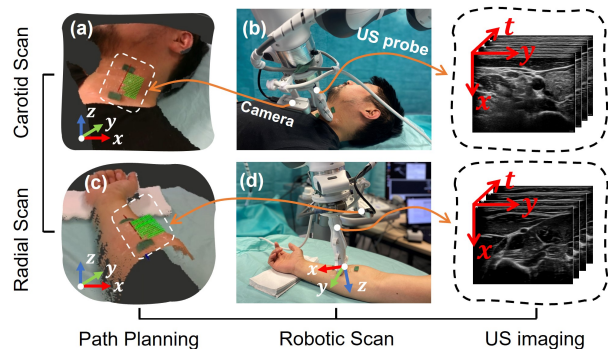 Carotid Scan
(a)
z
y
x
(b)
US probe
Camera
t
y
x
Radial Scan
(c)
z
y
x
(d)
x
y
z
t
y
x
Path Planning
Robotic Scan
US imaging